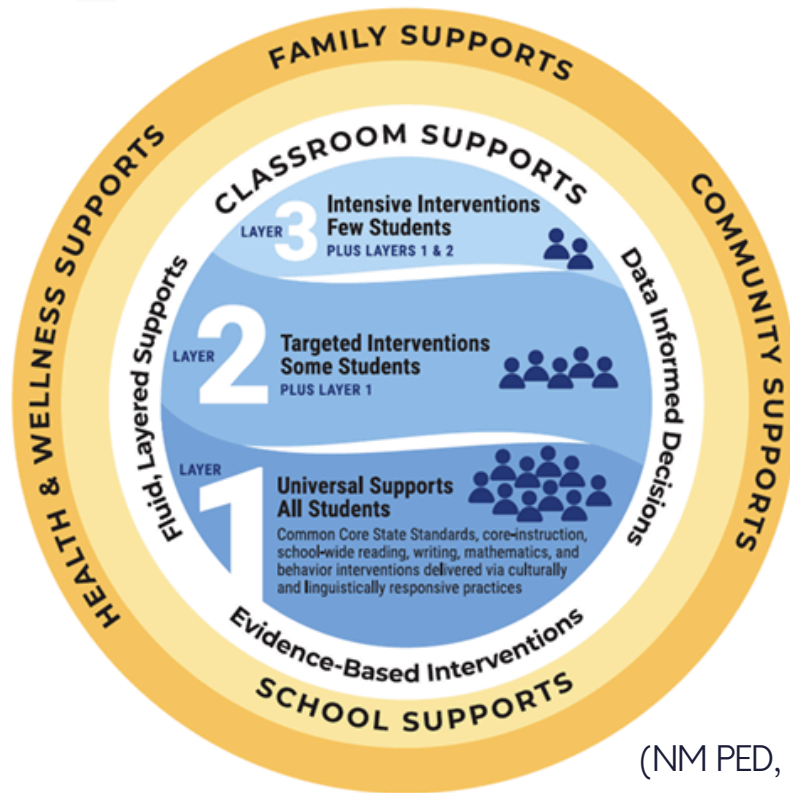 FAMILY SUPPORTS
HEALTH & WELLNESS SUPPORTS
COMMUNITY SUPPORTS
CLASSROOM SUPPORTS
Fluid, Layered Supports
Data Informed Decisions
LAYER 3
Intensive Interventions
Few Students
PLUS LAYERS 1 & 2
LAYER 2
Targeted Interventions
Some Students
PLUS LAYER 1
LAYER 1
Universal Supports
All Students
Common Core State Standards, core-instruction,
school-wide reading, writing, mathematics, and
behavior interventions delivered via culturally
and linguistically responsive practices
Evidence-Based Interventions
SCHOOL SUPPORTS
(NM PED,